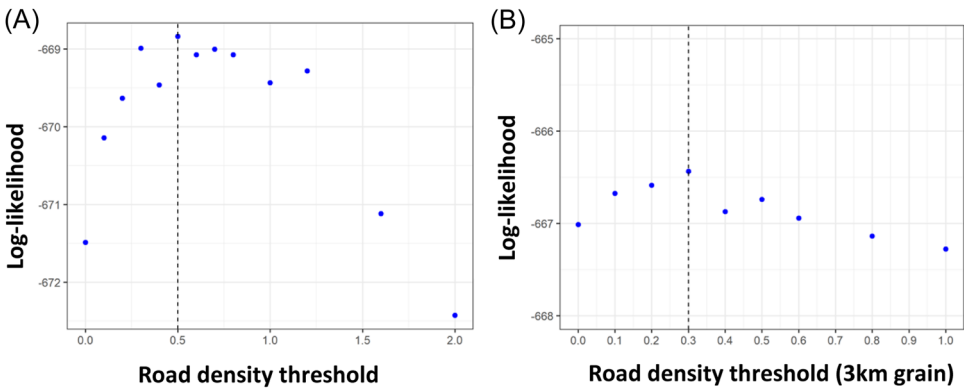 (A)
-669
-670
-671
-672
Log-likelihood
0.0 0.5 1.0 1.5 2.0
Road density threshold
(B)
-665
-666
-667
-668
Log-likelihood
0.0 0.1 0.2 0.3 0.4 0.5 0.6 0.7 0.8 0.9 1.0
Road density threshold (3km grain)